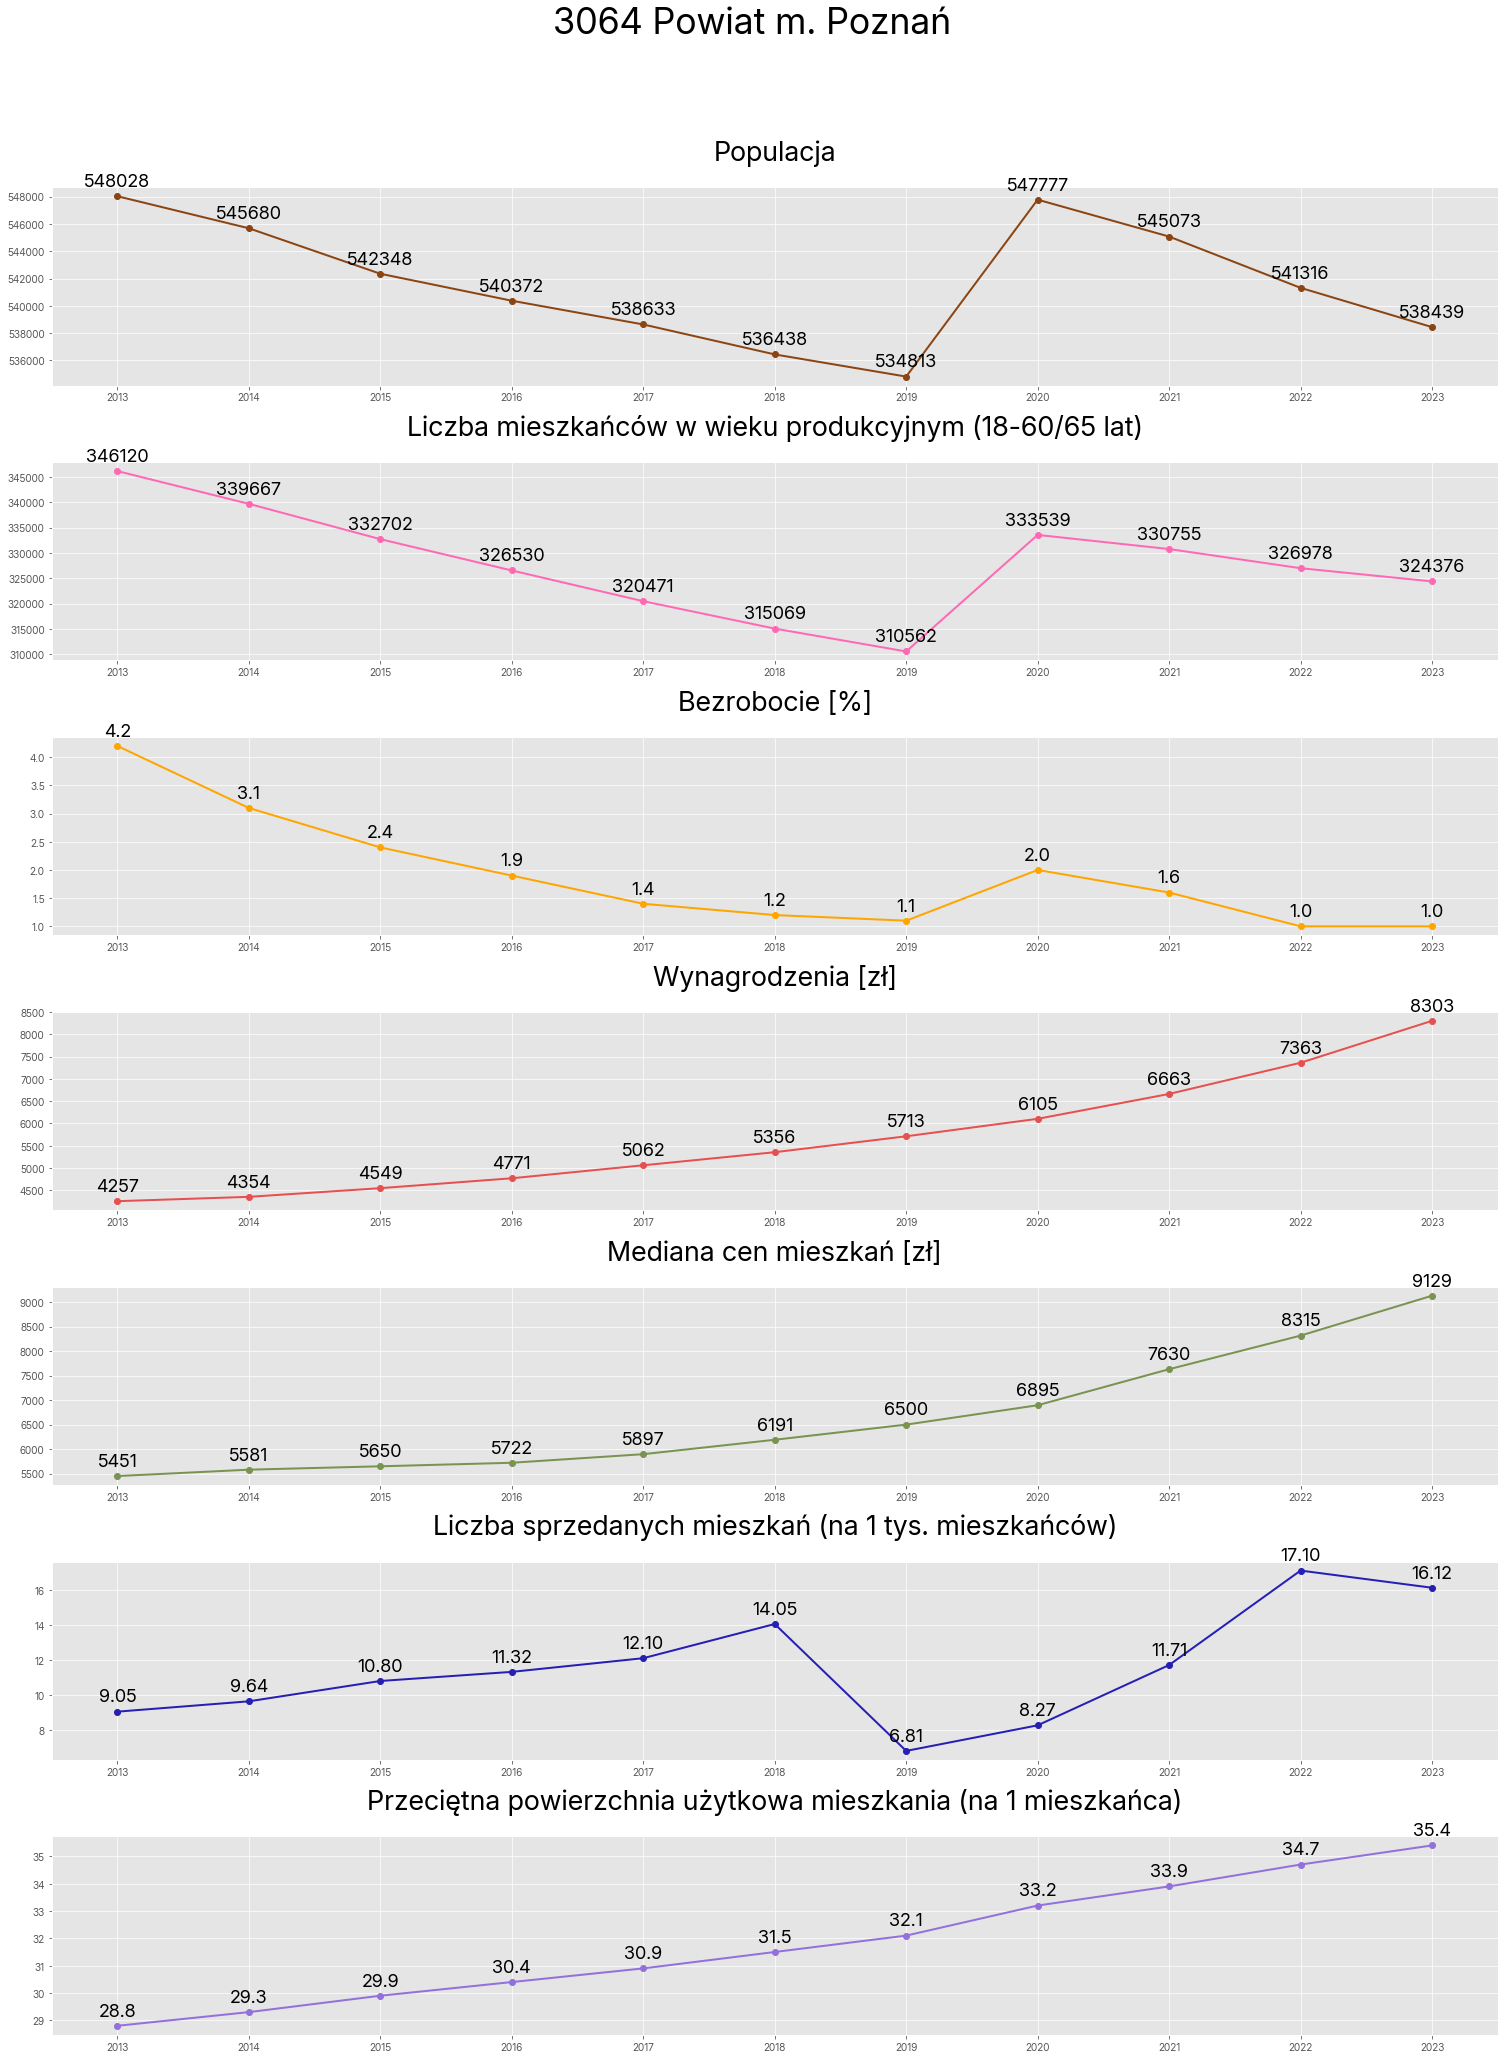 3064 Powiat m. Poznań
Populacja
548028 545680 542348 540372 538633 536438 534813 547777 545073 541316 538439
548000
546000
544000
542000
540000
538000
536000
2013 2014 2015 2016 2017 2018 2019 2020 2021 2022 2023
Liczba mieszkańców w wieku produkcyjnym (18-60/65 lat)
346120 339667 332702 326530 320471 315069 310562 333539 330755 326978 324376
345000
340000
335000
330000
325000
320000
315000
310000
2013 2014 2015 2016 2017 2018 2019 2020 2021 2022 2023
Bezrobocie [%]
4.2 3.1 2.4 1.9 1.4 1.2 1.1 2.0 1.6 1.0 1.0
4.0
3.5
3.0
2.5
2.0
1.5
1.0
2013 2014 2015 2016 2017 2018 2019 2020 2021 2022 2023
Wynagrodzenia [zł]
4257 4354 4549 4771 5062 5356 5713 6105 6663 7363 8303
8500
8000
7500
7000
6500
6000
5500
5000
4500
2013 2014 2015 2016 2017 2018 2019 2020 2021 2022 2023
Mediana cen mieszkań [zł]
5451 5581 5650 5722 5897 6191 6500 6895 7630 8315 9129
9000
8500
8000
7500
7000
6500
6000
5500
2013 2014 2015 2016 2017 2018 2019 2020 2021 2022 2023
Liczba sprzedanych mieszkań (na 1 tys. mieszkańców)
9.05 9.64 10.80 11.32 12.10 14.05 6.81 8.27 11.71 17.10 16.12
16
14
12
10
8
2013 2014 2015 2016 2017 2018 2019 2020 2021 2022 2023
Przeciętna powierzchnia użytkowa mieszkania (na 1 mieszkańca)
28.8 29.3 29.9 30.4 30.9 31.5 32.1 33.2 33.9 34.7 35.4
35
34
33
32
31
30
29
2013 2014 2015 2016 2017 2018 2019 2020 2021 2022 2023